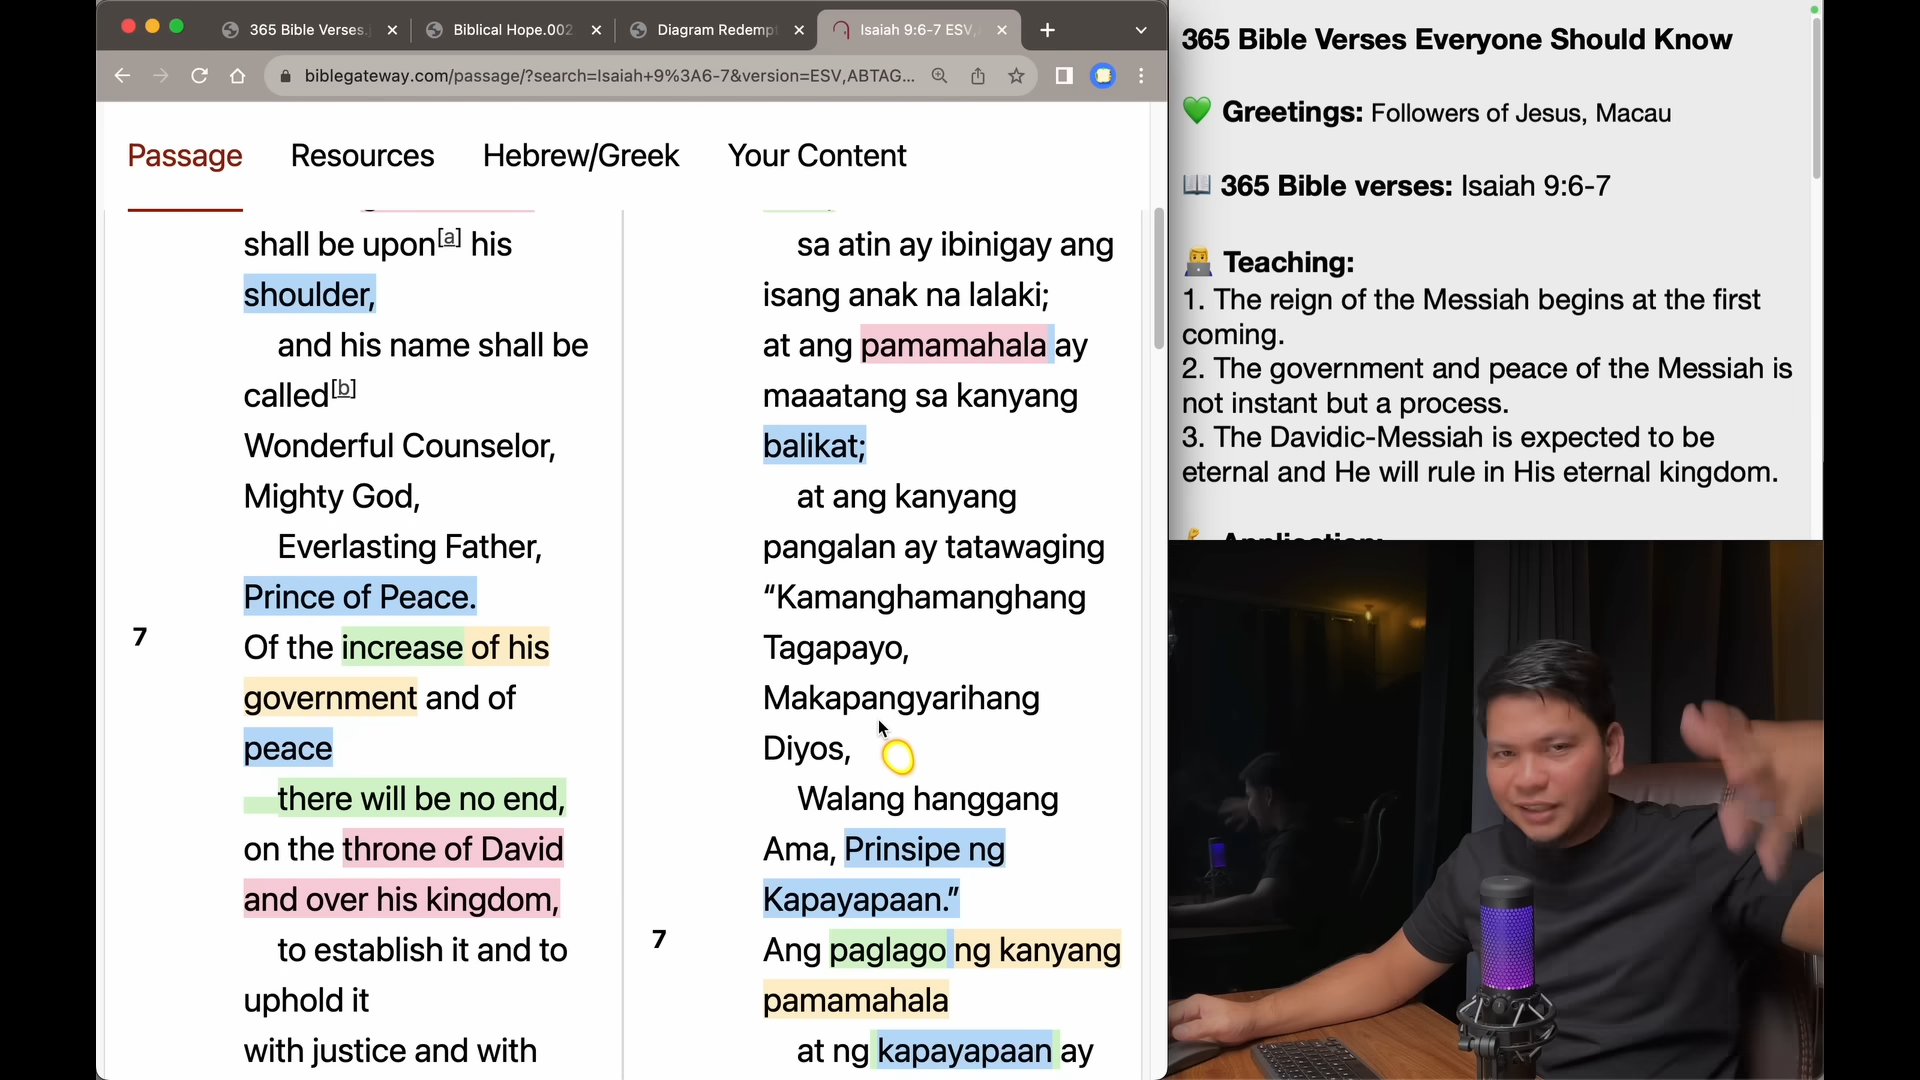 365 Bible Verses.j
Biblical Hope.002
Diagram Redempt
Isaiah 9:6-7 ESV,
biblegateway.com/passage/?search=Isaiah+9%3A6-7&version=ESV,ABTAG...
Passage
Resources
Hebrew/Greek
Your Content
shall be upon[a] his
shoulder,
and his name shall be
called[b]
Wonderful Counselor,
Mighty God,
Everlasting Father,
Prince of Peace.
7
Of the increase of his
government and of
peace
there will be no end,
on the throne of David
and over his kingdom,
to establish it and to
uphold it
with justice and with
sa atin ay ibinigay ang
isang anak na lalaki;
at ang pamamahala ay
maaatang sa kanyang
balikat;
at ang kanyang
pangalan ay tatawaging
“Kamanghamanghang
Tagapayo,
Makapangyarihang
Diyos,
Walang hanggang
Ama, Prinsipe ng
Kapayapaan.”
7
Ang paglago ng kanyang
pamamahala
at ng kapayapaan ay
365 Bible Verses Everyone Should Know
💚 Greetings: Followers of Jesus, Macau
📖 365 Bible verses: Isaiah 9:6-7
👨‍💻 Teaching:
1. The reign of the Messiah begins at the first
coming.
2. The government and peace of the Messiah is
not instant but a process.
3. The Davidic-Messiah is expected to be
eternal and He will rule in His eternal kingdom.
Application: